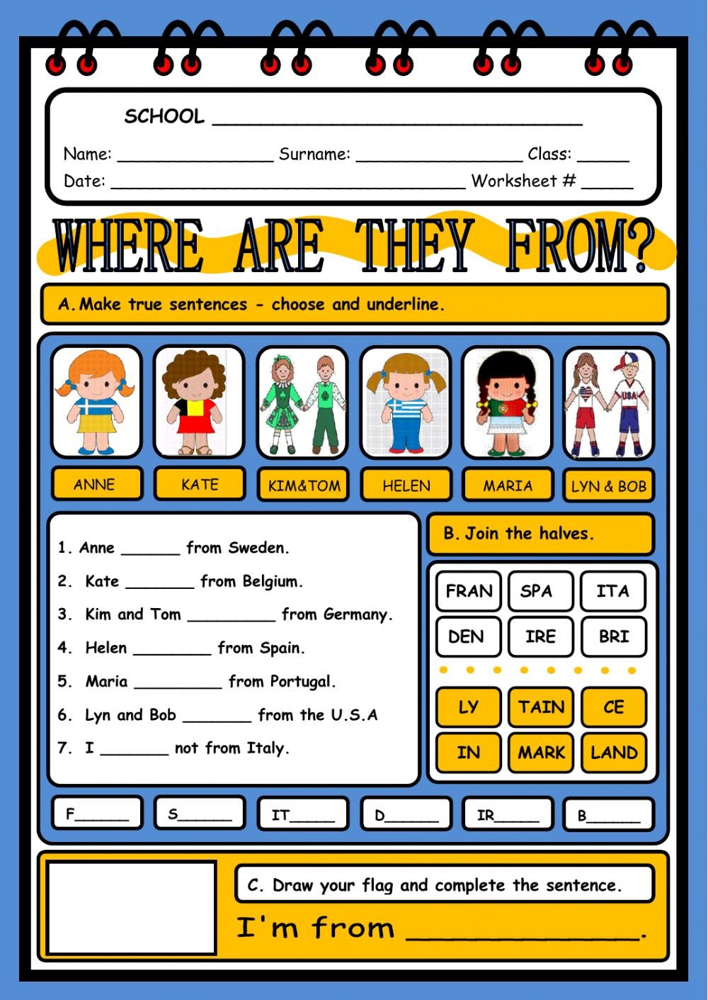 SCHOOL ________________________________
Name: _______________ Surname: ________________ Class: _____
Date: __________________________________ Worksheet # _____
WHERE ARE THEY FROM?
A. Make true sentences - choose and underline.
USA
ANNE KATE KIM&TOM HELEN MARIA LYN & BOB
1. Anne ______ from Sweden.
2. Kate _______ from Belgium.
3. Kim and Tom _________ from Germany.
4. Helen ________ from Spain.
5. Maria _________ from Portugal.
6. Lyn and Bob _______ from the U.S.A
7. I _______ not from Italy.
B. Join the halves.
FRAN SPA ITA
DEN IRE BRI
LY TAIN CE
IN MARK LAND
F______ S______ IT_____ D______ IR_____ B______
C. Draw your flag and complete the sentence.
I'm from _______________.